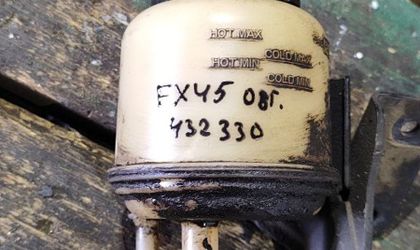 HOT MAX
COLD MAX
HOT MIN
COLD MIN
FX45 08г.
432330